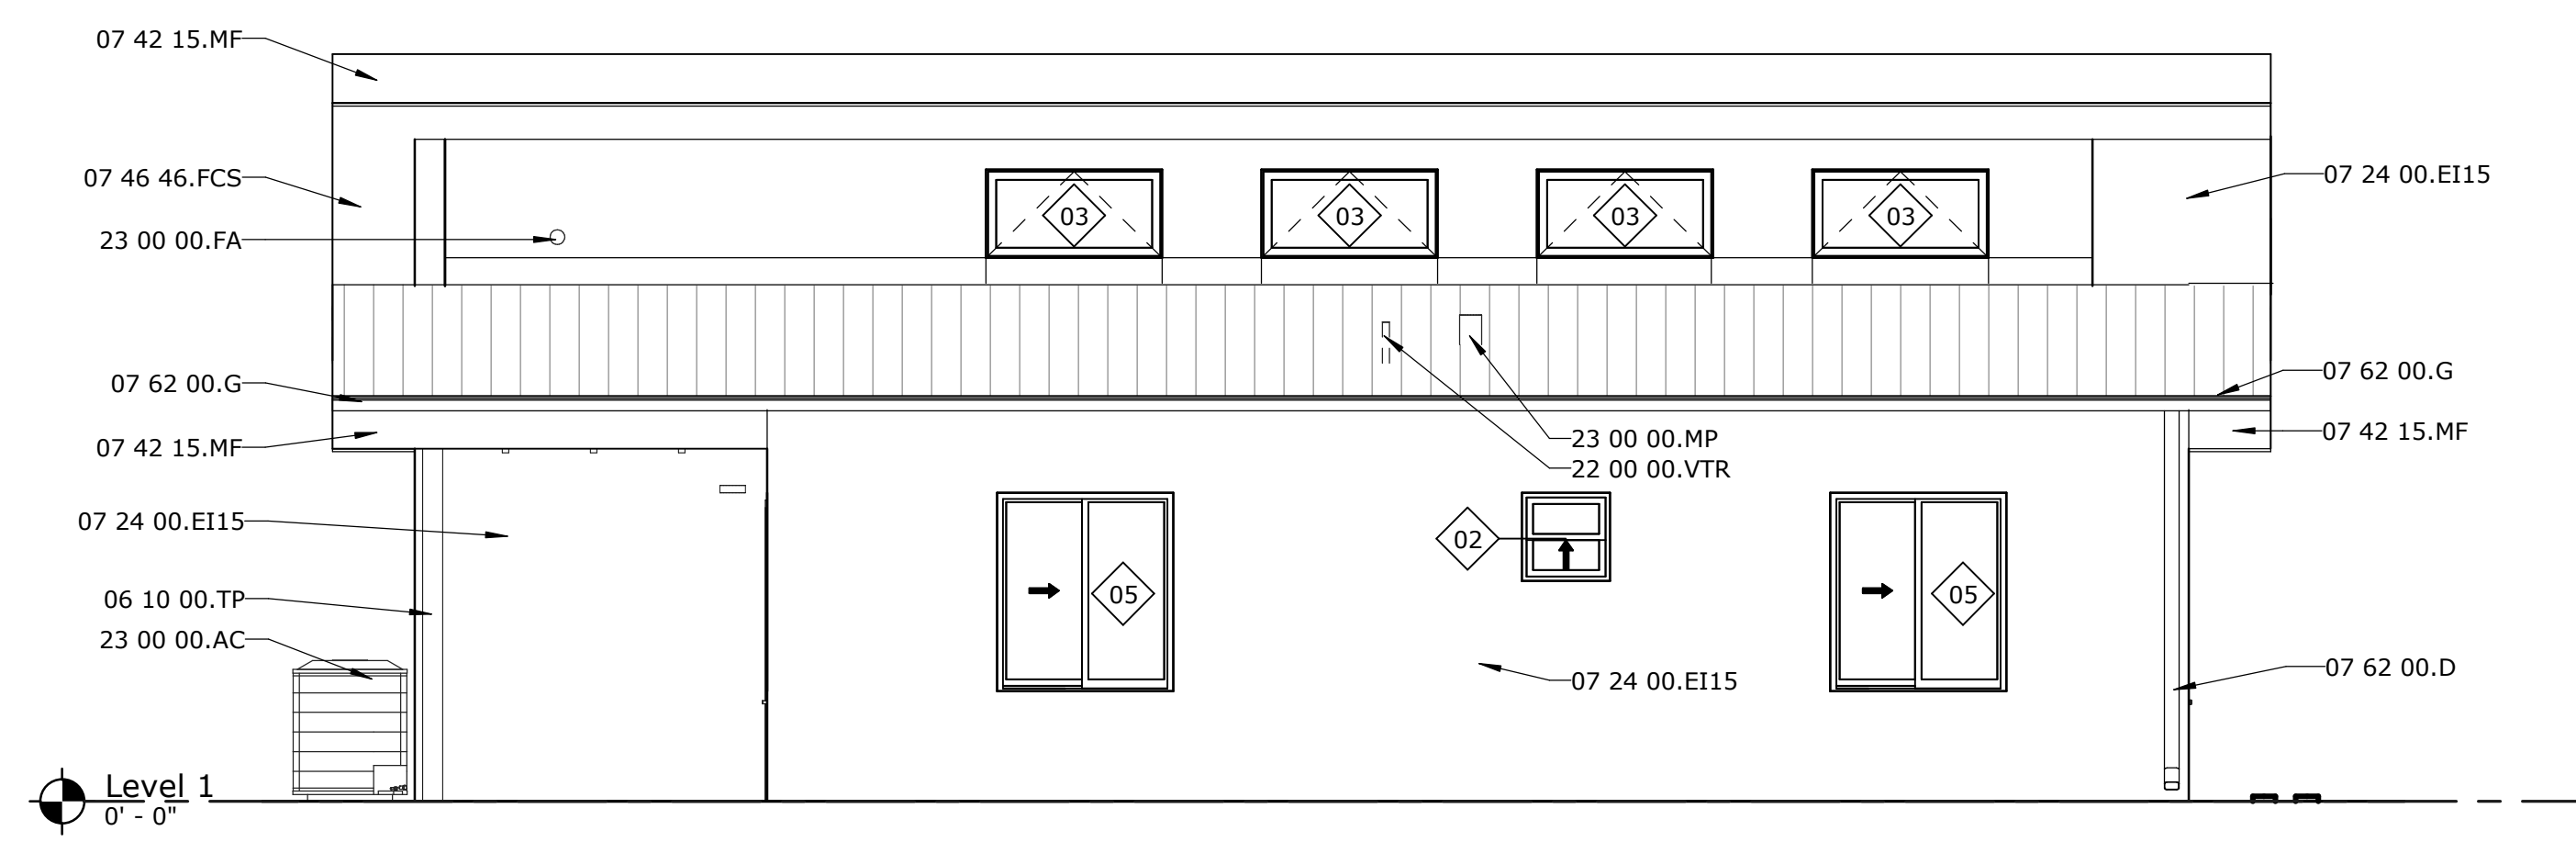 07 42 15.MF
07 46 46.FCS
07 24 00.EI15
03
03
03
03
23 00 00.FA
07 62 00.G
07 62 00.G
07 42 15.MF
07 42 15.MF
23 00 00.MP
22 00 00.VTR
07 24 00.EI15
02
06 10 00.TP
05
05
23 00 00.AC
07 24 00.EI15
07 62 00.D
Level 1
0' - 0"